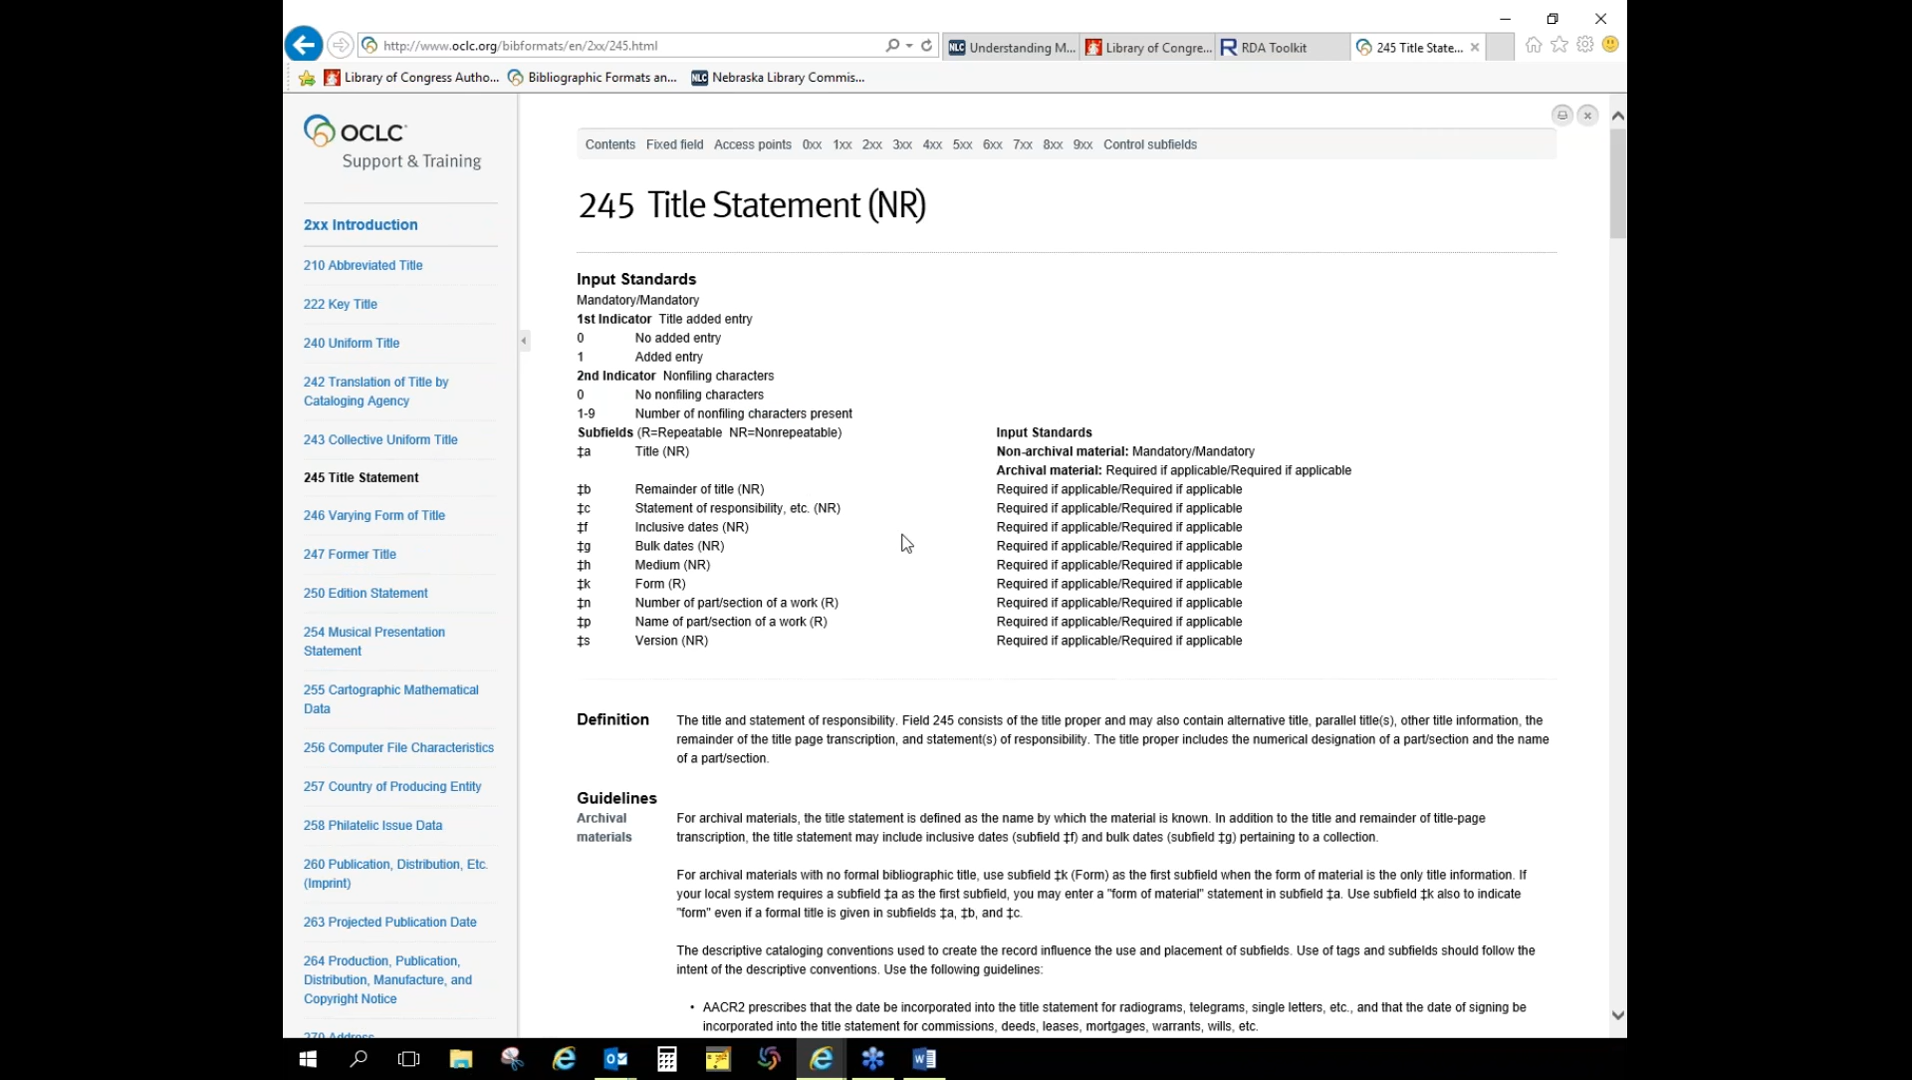 http://www.oclc.org/bibformats/en/2xx/245.html
NLC Understanding M...
Library of Congre...
RDA Toolkit
245 Title State...
Library of Congress Autho...
Bibliographic Formats an...
NLC Nebraska Library Commis...
OCLC
Support & Training
2xx Introduction
210 Abbreviated Title
222 Key Title
240 Uniform Title
242 Translation of Title by
Cataloging Agency
243 Collective Uniform Title
245 Title Statement
246 Varying Form of Title
247 Former Title
250 Edition Statement
254 Musical Presentation
Statement
255 Cartographic Mathematical
Data
256 Computer File Characteristics
257 Country of Producing Entity
258 Philatelic Issue Data
260 Publication, Distribution, Etc.
(Imprint)
263 Projected Publication Date
264 Production, Publication,
Distribution, Manufacture, and
Copyright Notice
270 Address
Contents Fixed field Access points 0xx 1xx 2xx 3xx 4xx 5xx 6xx 7xx 8xx 9xx Control subfields
245 Title Statement (NR)
Input Standards
Mandatory/Mandatory
1st Indicator Title added entry
0 No added entry
1 Added entry
2nd Indicator Nonfiling characters
0 No nonfiling characters
1-9 Number of nonfiling characters present
Subfields (R=Repeatable NR=Nonrepeatable) Input Standards
‡a Title (NR) Non-archival material: Mandatory/Mandatory
Archival material: Required if applicable/Required if applicable
‡b Remainder of title (NR) Required if applicable/Required if applicable
‡c Statement of responsibility, etc. (NR) Required if applicable/Required if applicable
‡f Inclusive dates (NR) Required if applicable/Required if applicable
‡g Bulk dates (NR) Required if applicable/Required if applicable
‡h Medium (NR) Required if applicable/Required if applicable
‡k Form (R) Required if applicable/Required if applicable
‡n Number of part/section of a work (R) Required if applicable/Required if applicable
‡p Name of part/section of a work (R) Required if applicable/Required if applicable
‡s Version (NR) Required if applicable/Required if applicable
Definition The title and statement of responsibility. Field 245 consists of the title proper and may also contain alternative title, parallel title(s), other title information, the
remainder of the title page transcription, and statement(s) of responsibility. The title proper includes the numerical designation of a part/section and the name
of a part/section.
Guidelines
Archival For archival materials, the title statement is defined as the name by which the material is known. In addition to the title and remainder of title-page
materials transcription, the title statement may include inclusive dates (subfield ‡f) and bulk dates (subfield ‡g) pertaining to a collection.
For archival materials with no formal bibliographic title, use subfield ‡k (Form) as the first subfield when the form of material is the only title information. If
your local system requires a subfield ‡a as the first subfield, you may enter a "form of material" statement in subfield ‡a. Use subfield ‡k also to indicate
"form" even if a formal title is given in subfields ‡a, ‡b, and ‡c.
The descriptive cataloging conventions used to create the record influence the use and placement of subfields. Use of tags and subfields should follow the
intent of the descriptive conventions. Use the following guidelines:
• AACR2 prescribes that the date be incorporated into the title statement for radiograms, telegrams, single letters, etc., and that the date of signing be
incorporated into the title statement for commissions, deeds, leases, mortgages, warrants, wills, etc.